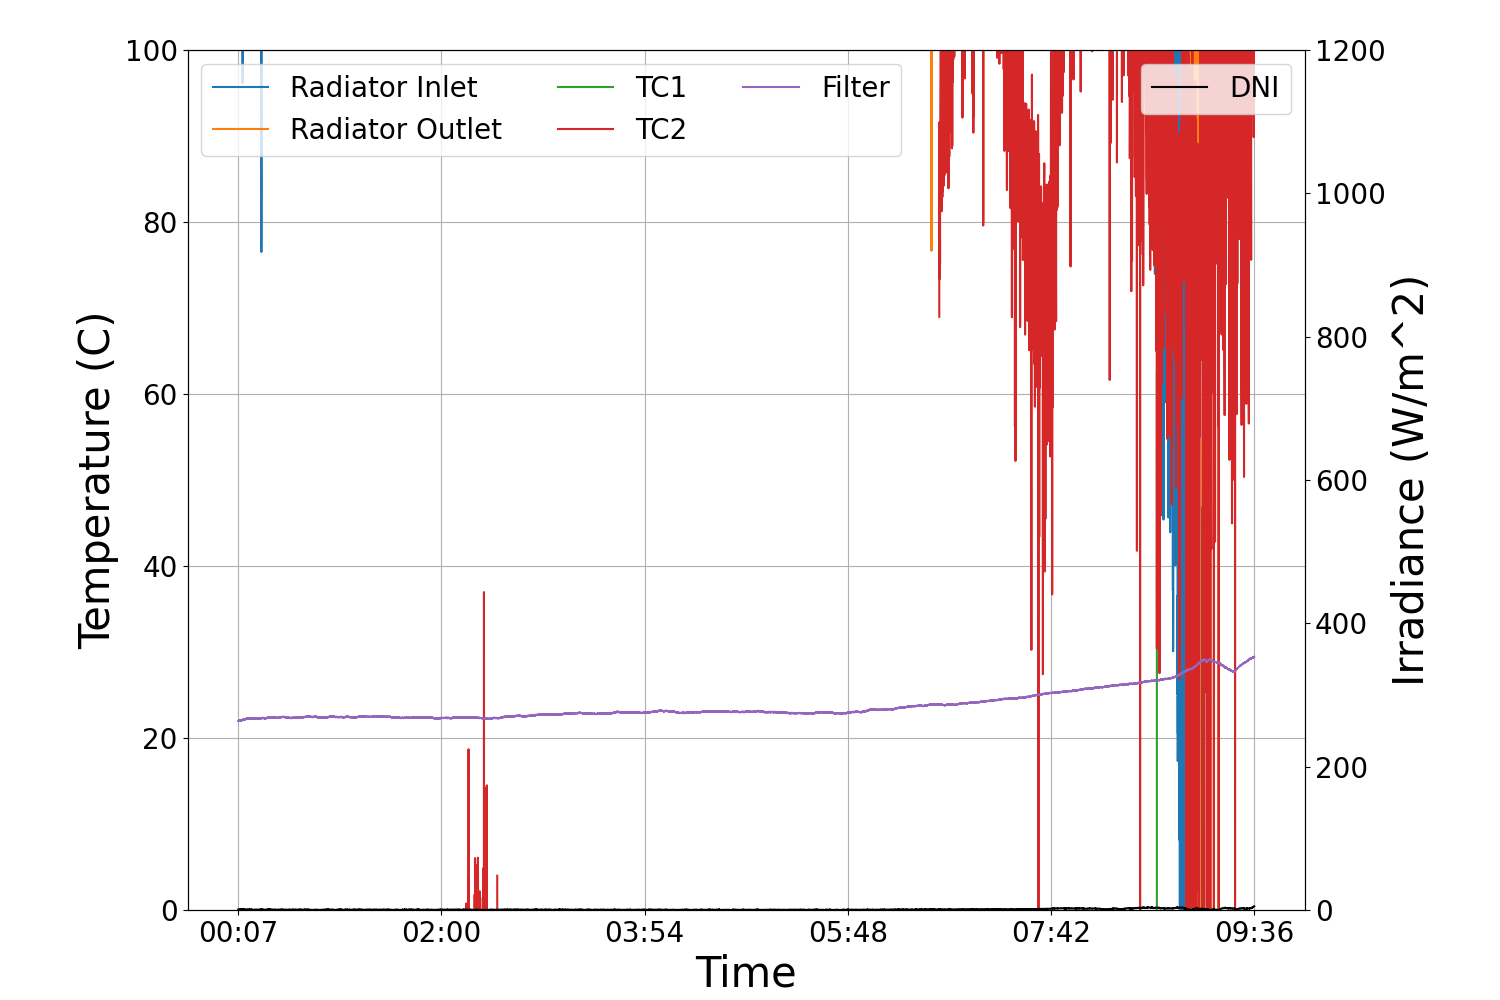 100
80
60
40
20
0
Temperature (C)
Radiator Inlet
Radiator Outlet
TC1
TC2
Filter
DNI
1200
1000
800
600
400
200
0
Irradiance (W/m^2)
00:07
02:00
03:54
05:48
07:42
09:36
Time